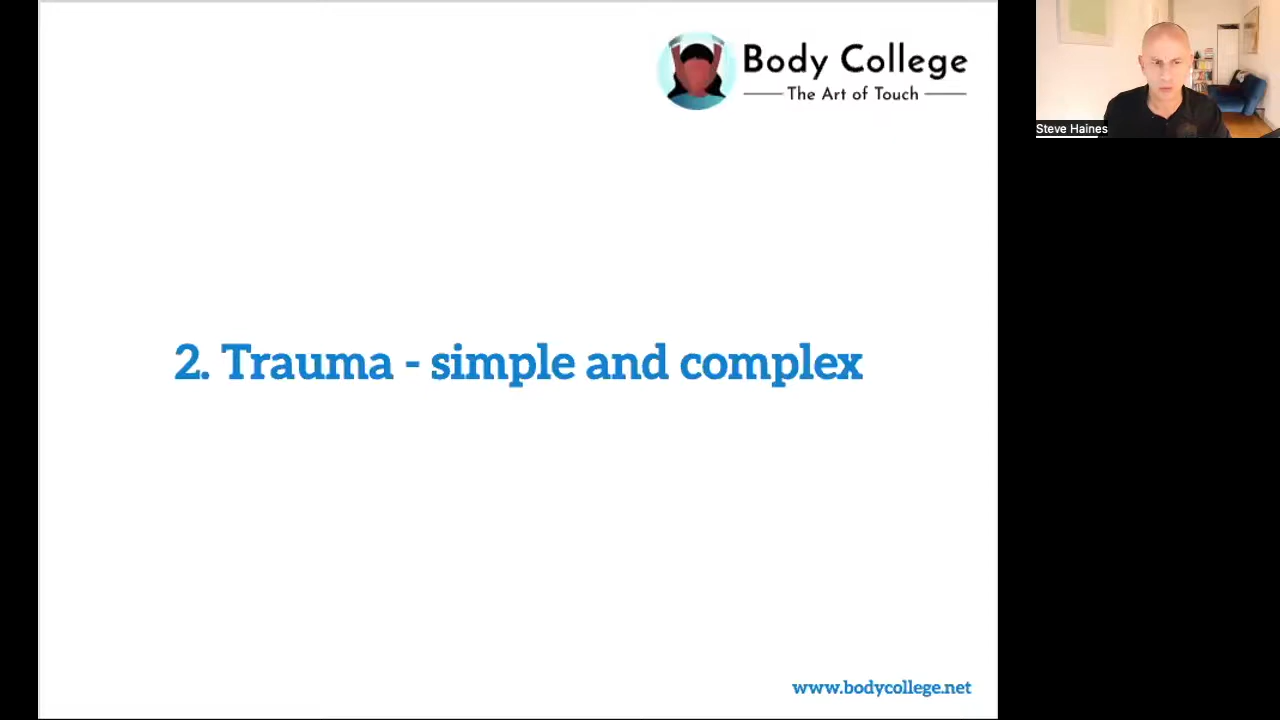 Body College
The Art of Touch
Steve Haines
2. Trauma - simple and complex
www.bodycollege.net